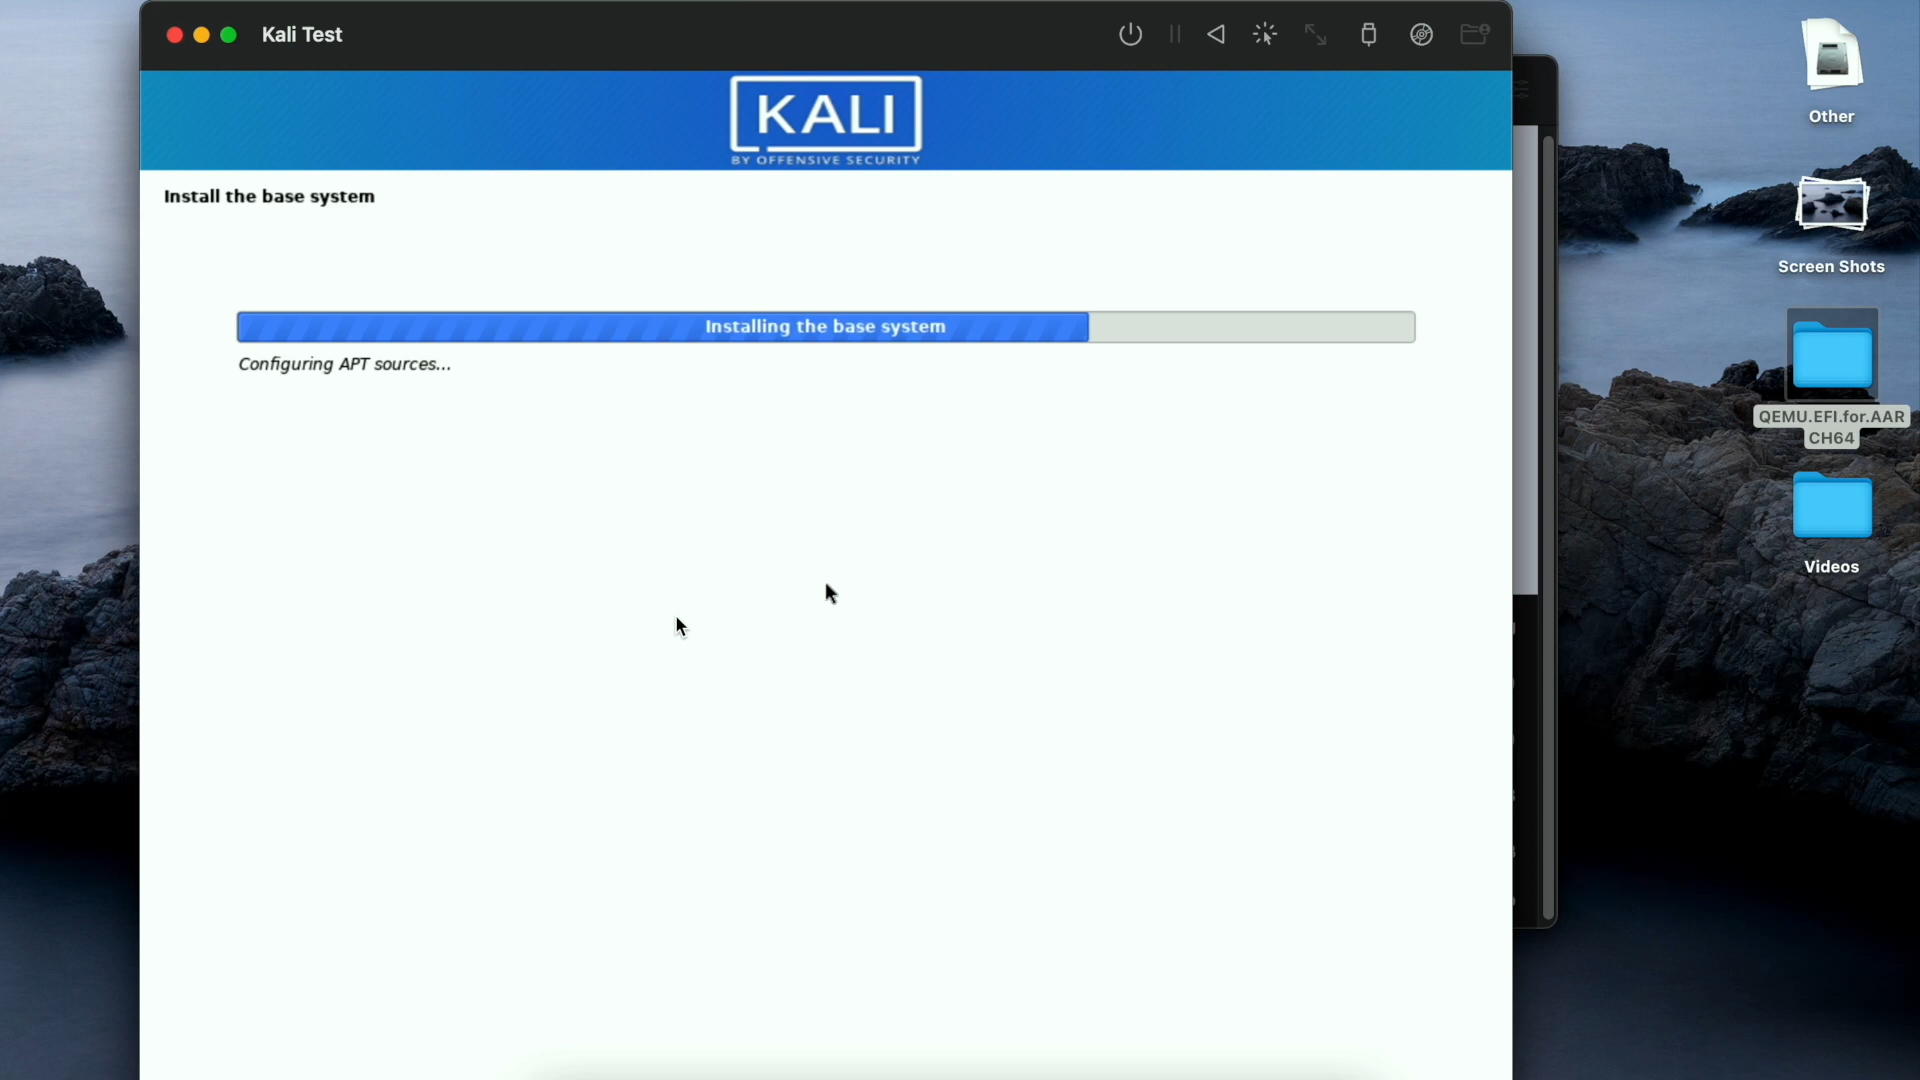 Kali Test
KALI
BY OFFENSIVE SECURITY
Install the base system
Installing the base system
Configuring APT sources...
Other
Screen Shots
QEMU.EFI.for.AAR
CH64
Videos